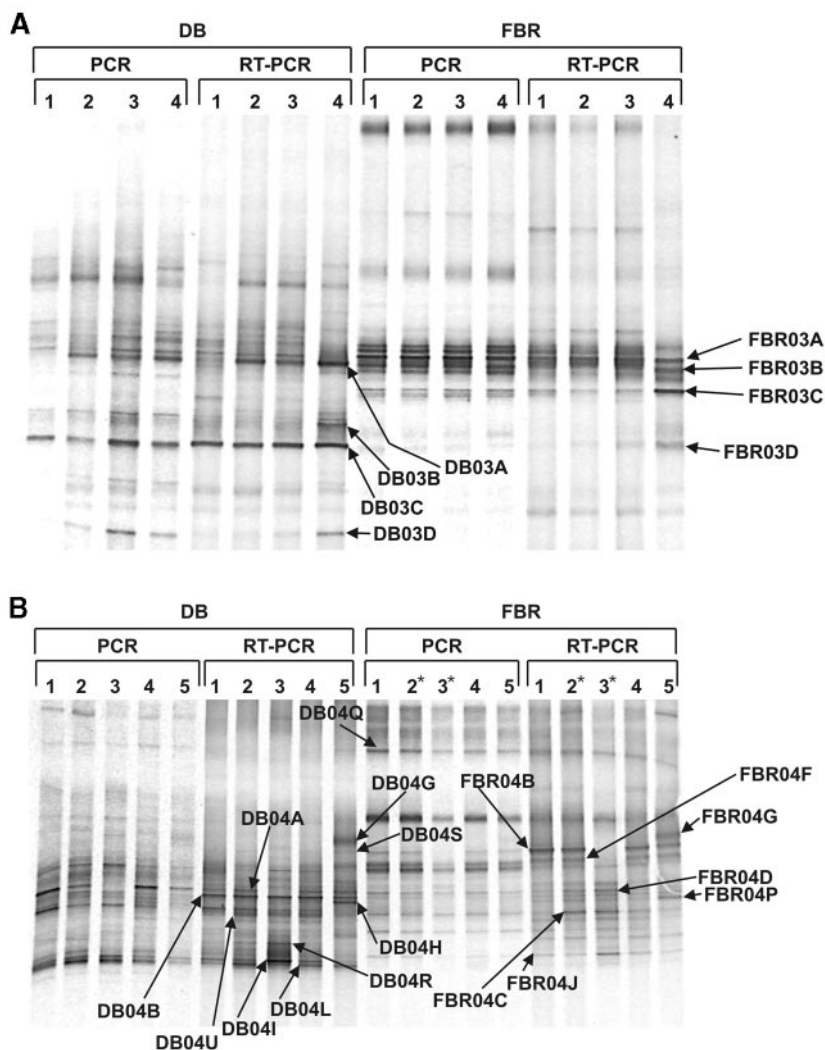 A
DB FBR
PCR RT-PCR PCR RT-PCR
1 2 3 4 1 2 3 4 1 2 3 4 1 2 3 4
FBR03A
FBR03B
FBR03C
FBR03D
DB03A
DB03B
DB03C
DB03D
B
DB FBR
PCR RT-PCR PCR RT-PCR
1 2 3 4 5 1 2 3 4 5 1 2* 3* 4 5 1 2* 3* 4 5
DB04Q
DB04G FBR04B FBR04F
DB04A DB04S FBR04G
FBR04D
FBR04P
DB04H
DB04R
DB04B DB04L FBR04C FBR04J
DB04U DB04I